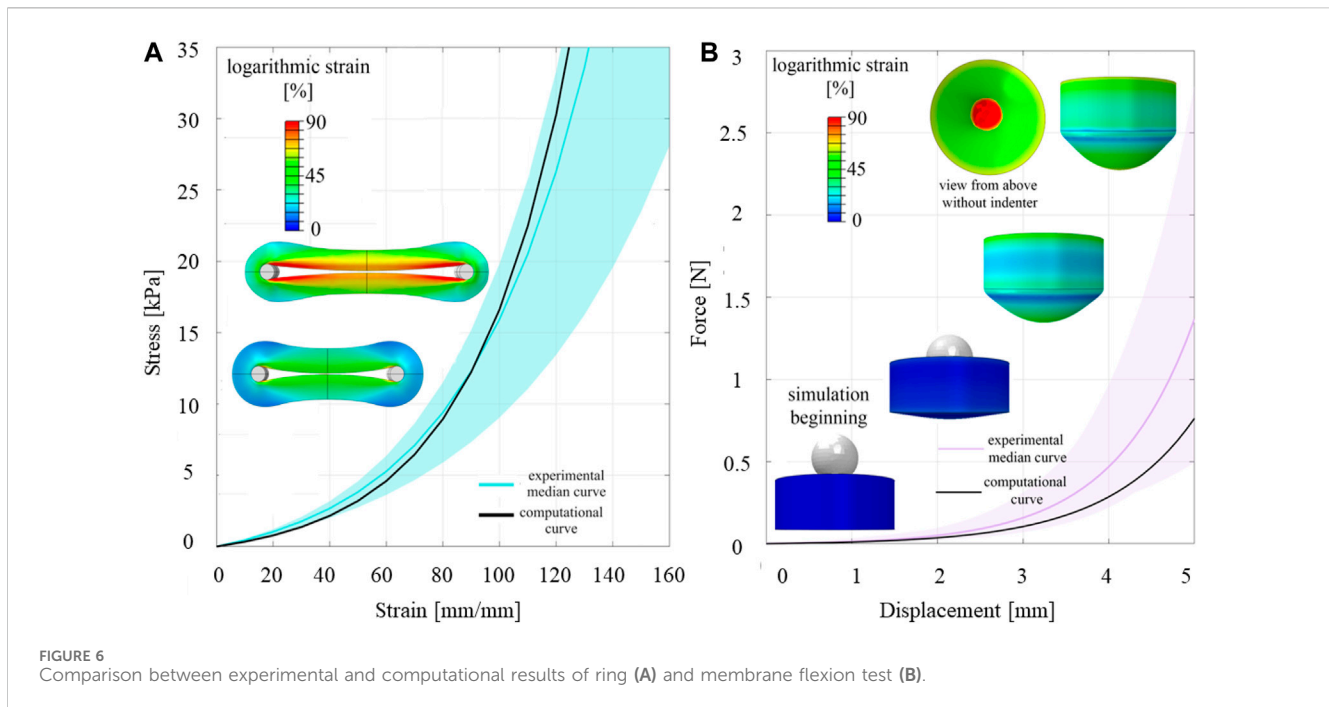 A
35
30
25
20
15
10
5
0
Stress [kPa]
logarithmic strain
[%]
90
45
0
experimental
median curve
computational
curve
0 20 40 60 80 100 120 140 160
Strain [mm/mm]
B
3
2.5
2
1.5
1
0.5
0
Force [N]
logarithmic strain
[%]
90
45
0
view from above
without indenter
simulation
beginning
experimental
median curve
computational
curve
0 1 2 3 4 5
Displacement [mm]
FIGURE 6
Comparison between experimental and computational results of ring (A) and membrane flexion test (B).